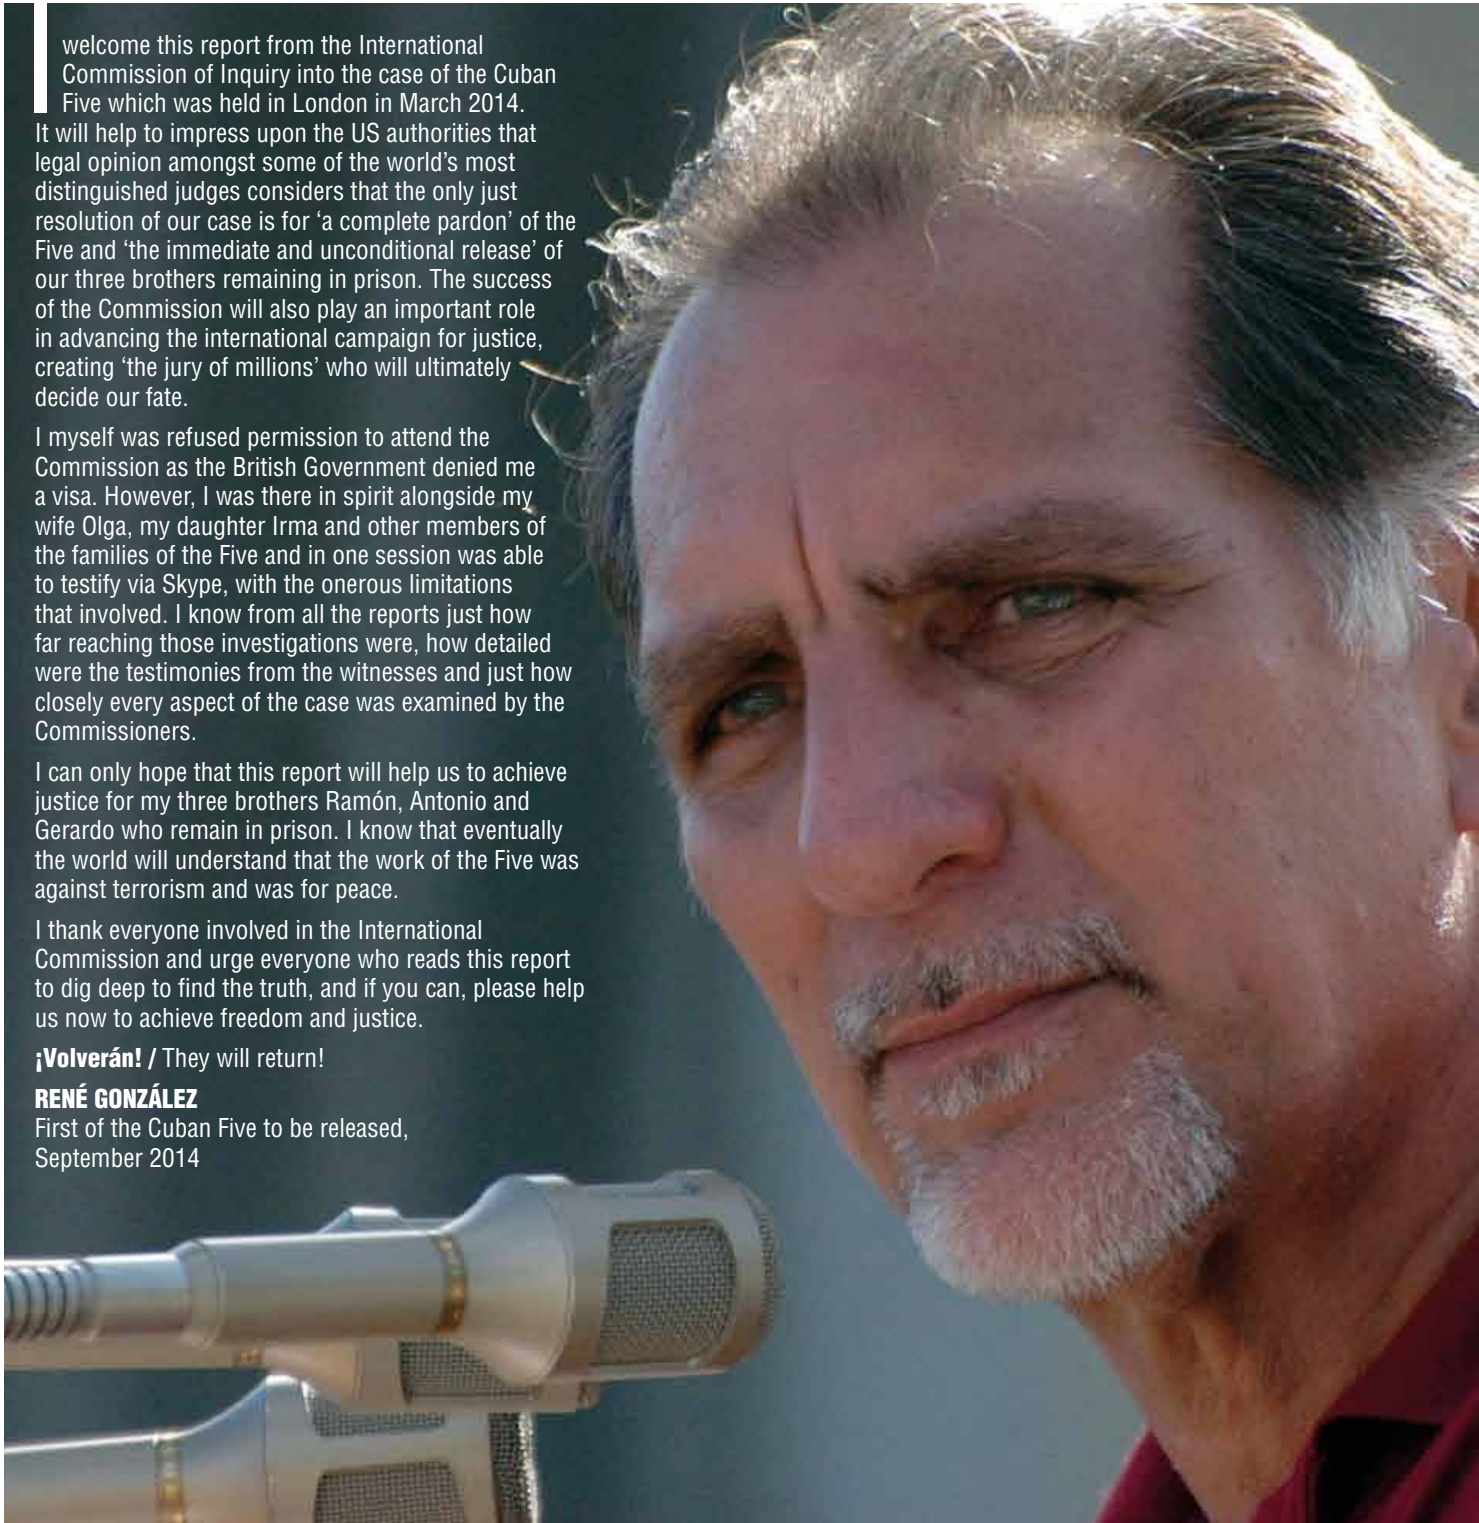 I welcome this report from the International
Commission of Inquiry into the case of the Cuban
Five which was held in London in March 2014.
It will help to impress upon the US authorities that
legal opinion amongst some of the world’s most
distinguished judges considers that the only just
resolution of our case is for ‘a complete pardon’ of the
Five and ‘the immediate and unconditional release’ of
our three brothers remaining in prison. The success
of the Commission will also play an important role
in advancing the international campaign for justice,
creating ‘the jury of millions’ who will ultimately
decide our fate.
I myself was refused permission to attend the
Commission as the British Government denied me
a visa. However, I was there in spirit alongside my
wife Olga, my daughter Irma and other members of
the families of the Five and in one session was able
to testify via Skype, with the onerous limitations
that involved. I know from all the reports just how
far reaching those investigations were, how detailed
were the testimonies from the witnesses and just how
closely every aspect of the case was examined by the
Commissioners.
I can only hope that this report will help us to achieve
justice for my three brothers Ramón, Antonio and
Gerardo who remain in prison. I know that eventually
the world will understand that the work of the Five was
against terrorism and was for peace.
I thank everyone involved in the International
Commission and urge everyone who reads this report
to dig deep to find the truth, and if you can, please help
us now to achieve freedom and justice.
¡Volverán! / They will return!
RENÉ GONZÁLEZ
First of the Cuban Five to be released,
September 2014